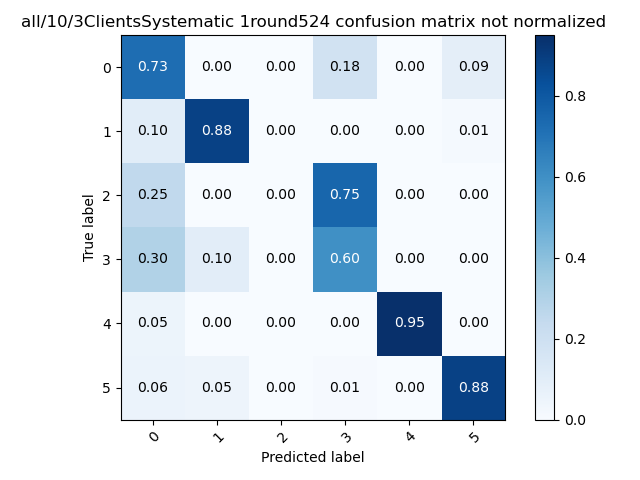 all/10/3ClientsSystematic 1round524 confusion matrix not normalized
True label
0 0.73 0.00 0.00 0.18 0.00 0.09
1 0.10 0.88 0.00 0.00 0.00 0.01
2 0.25 0.00 0.00 0.75 0.00 0.00
3 0.30 0.10 0.00 0.60 0.00 0.00
4 0.05 0.00 0.00 0.00 0.95 0.00
5 0.06 0.05 0.00 0.01 0.00 0.88
0 1 2 3 4 5
Predicted label
0.8
0.6
0.4
0.2
0.0